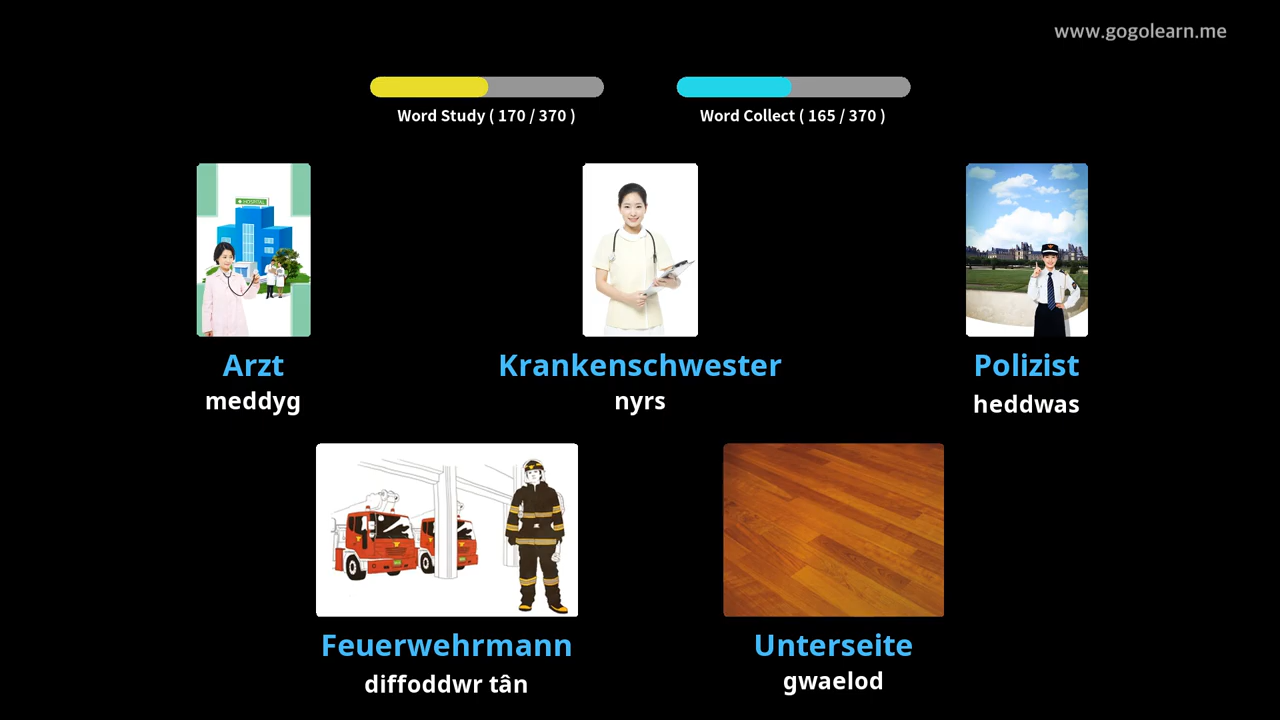 www.gogolearn.me
Word Study ( 170 / 370 )
Word Collect ( 165 / 370 )
HOSPITAL
Arzt
meddyg
Krankenschwester
nyrs
Polizist
heddwas
Feuerwehrmann
diffoddwr tân
Unterseite
gwaelod